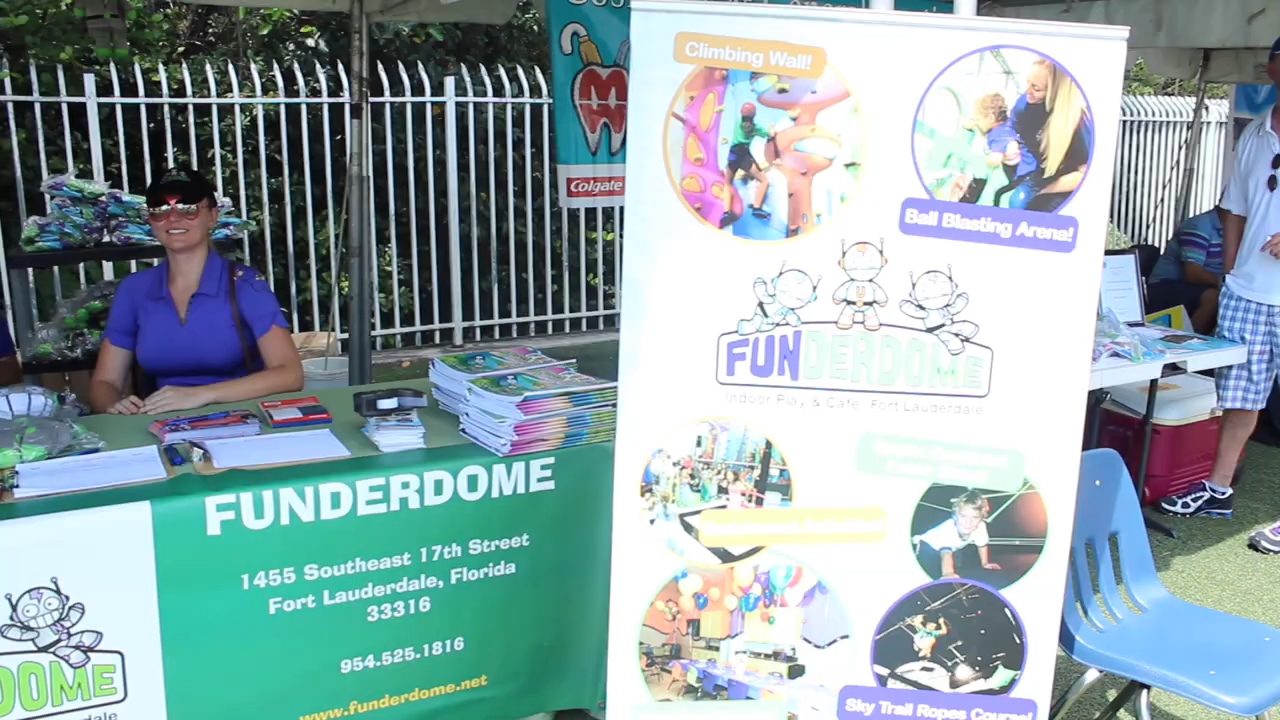 Colgate
Climbing Wall!
Ball Blasting Arena!
FUNDERDOME
Indoor Play & Cafe, Fort Lauderdale
Sky Trail Ropes Course!
FUNDERDOME
1455 Southeast 17th Street
Fort Lauderdale, Florida
33316
954.525.1816
www.funderdome.net
DOME
dale